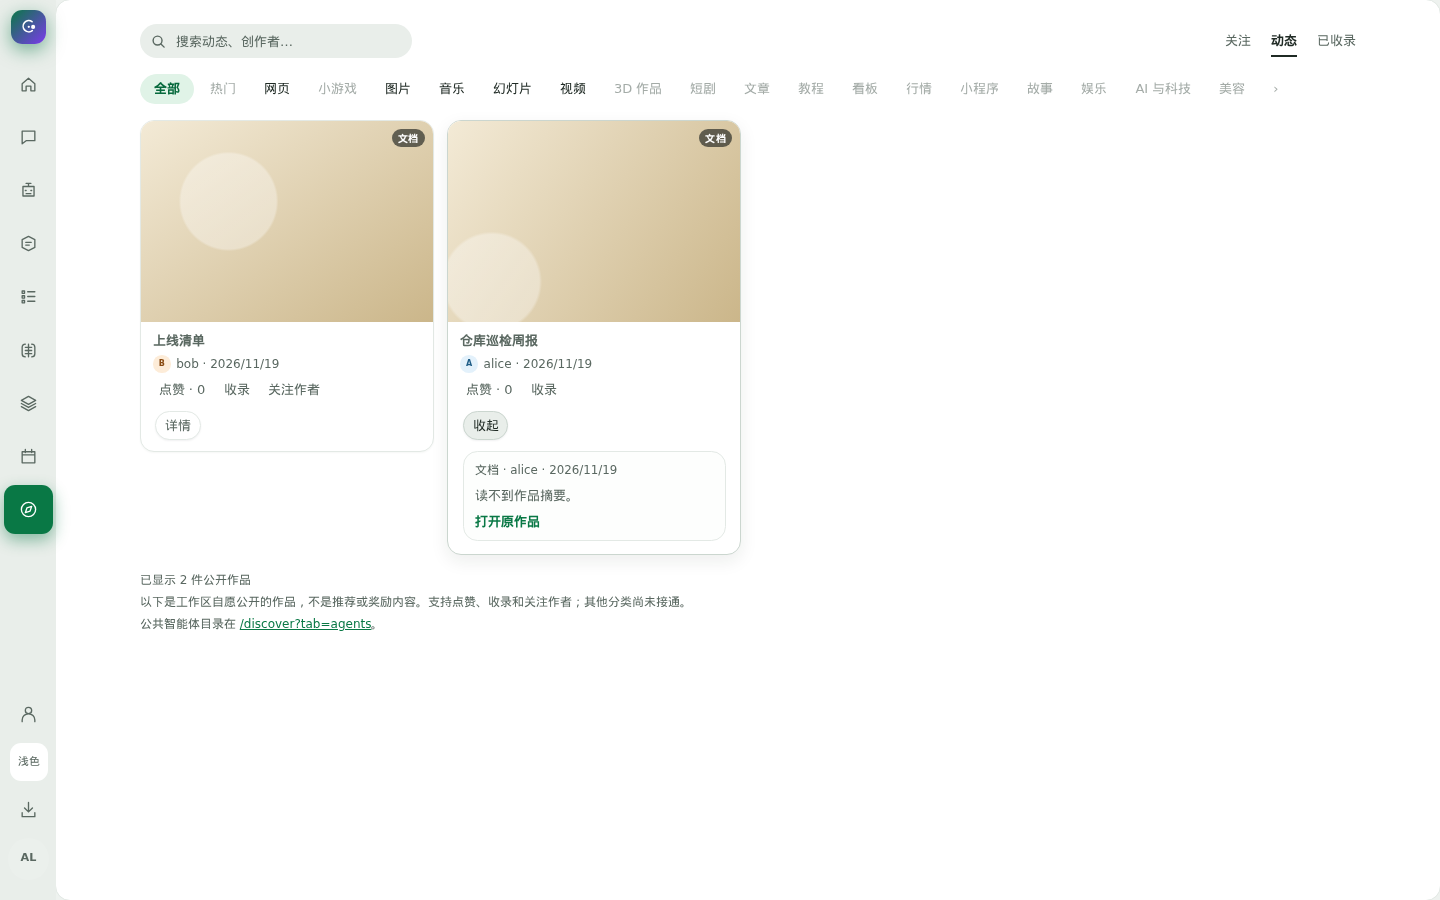 搜索动态、创作者...
关注 动态 已收录
全部 热门 网页 小游戏 图片 音乐 幻灯片 视频 3D 作品 短剧 文章 教程 看板 行情 小程序 故事 娱乐 AI 与科技 美容 ›
文档
上线清单
B bob · 2026/11/19
点赞 · 0 收录 关注作者
详情
文档
仓库巡检周报
A alice · 2026/11/19
点赞 · 0 收录
收起
文档 · alice · 2026/11/19
读不到作品摘要。
打开原作品
已显示 2 件公开作品
以下是工作区自愿公开的作品，不是推荐或奖励内容。支持点赞、收录和关注作者；其他分类尚未接通。
公共智能体目录在 /discover?tab=agents。
浅色
AL